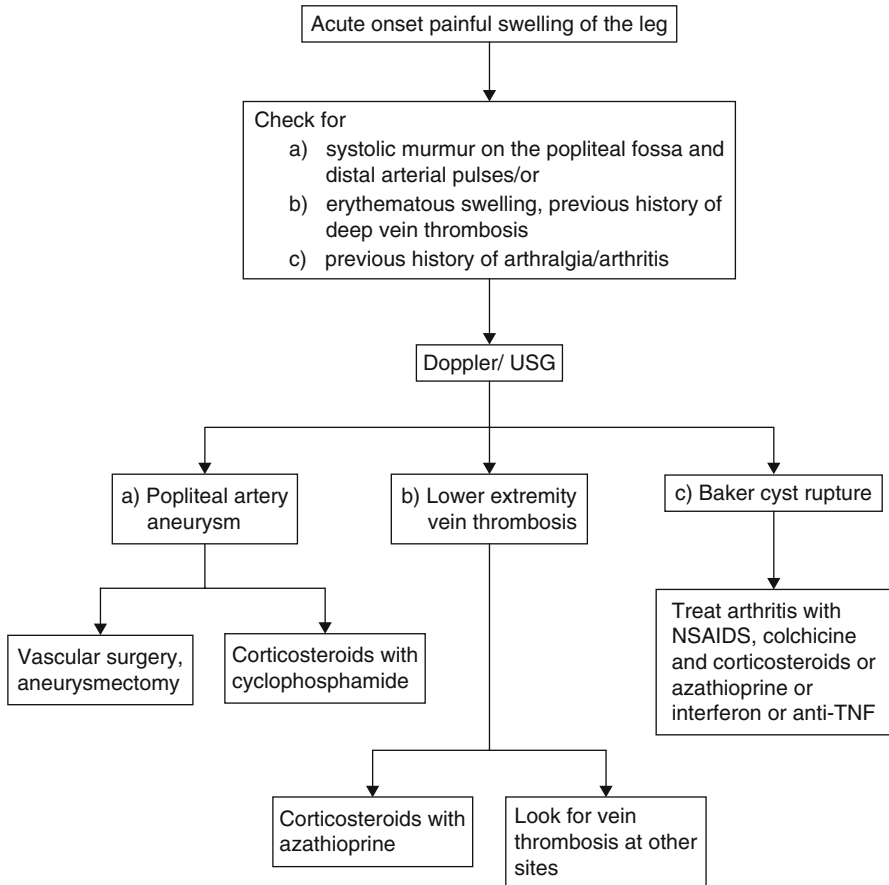 Acute onset painful swelling of the leg
Check for
a) systolic murmur on the popliteal fossa and
distal arterial pulses/or
b) erythematous swelling, previous history of
deep vein thrombosis
c) previous history of arthralgia/arthritis
Doppler/ USG
a) Popliteal artery
aneurysm
b) Lower extremity
vein thrombosis
c) Baker cyst rupture
Vascular surgery,
aneurysmectomy
Corticosteroids with
cyclophosphamide
Treat arthritis with
NSAIDS, colchicine
and corticosteroids or
azathioprine or
interferon or anti-TNF
Corticosteroids with
azathioprine
Look for vein
thrombosis at other
sites